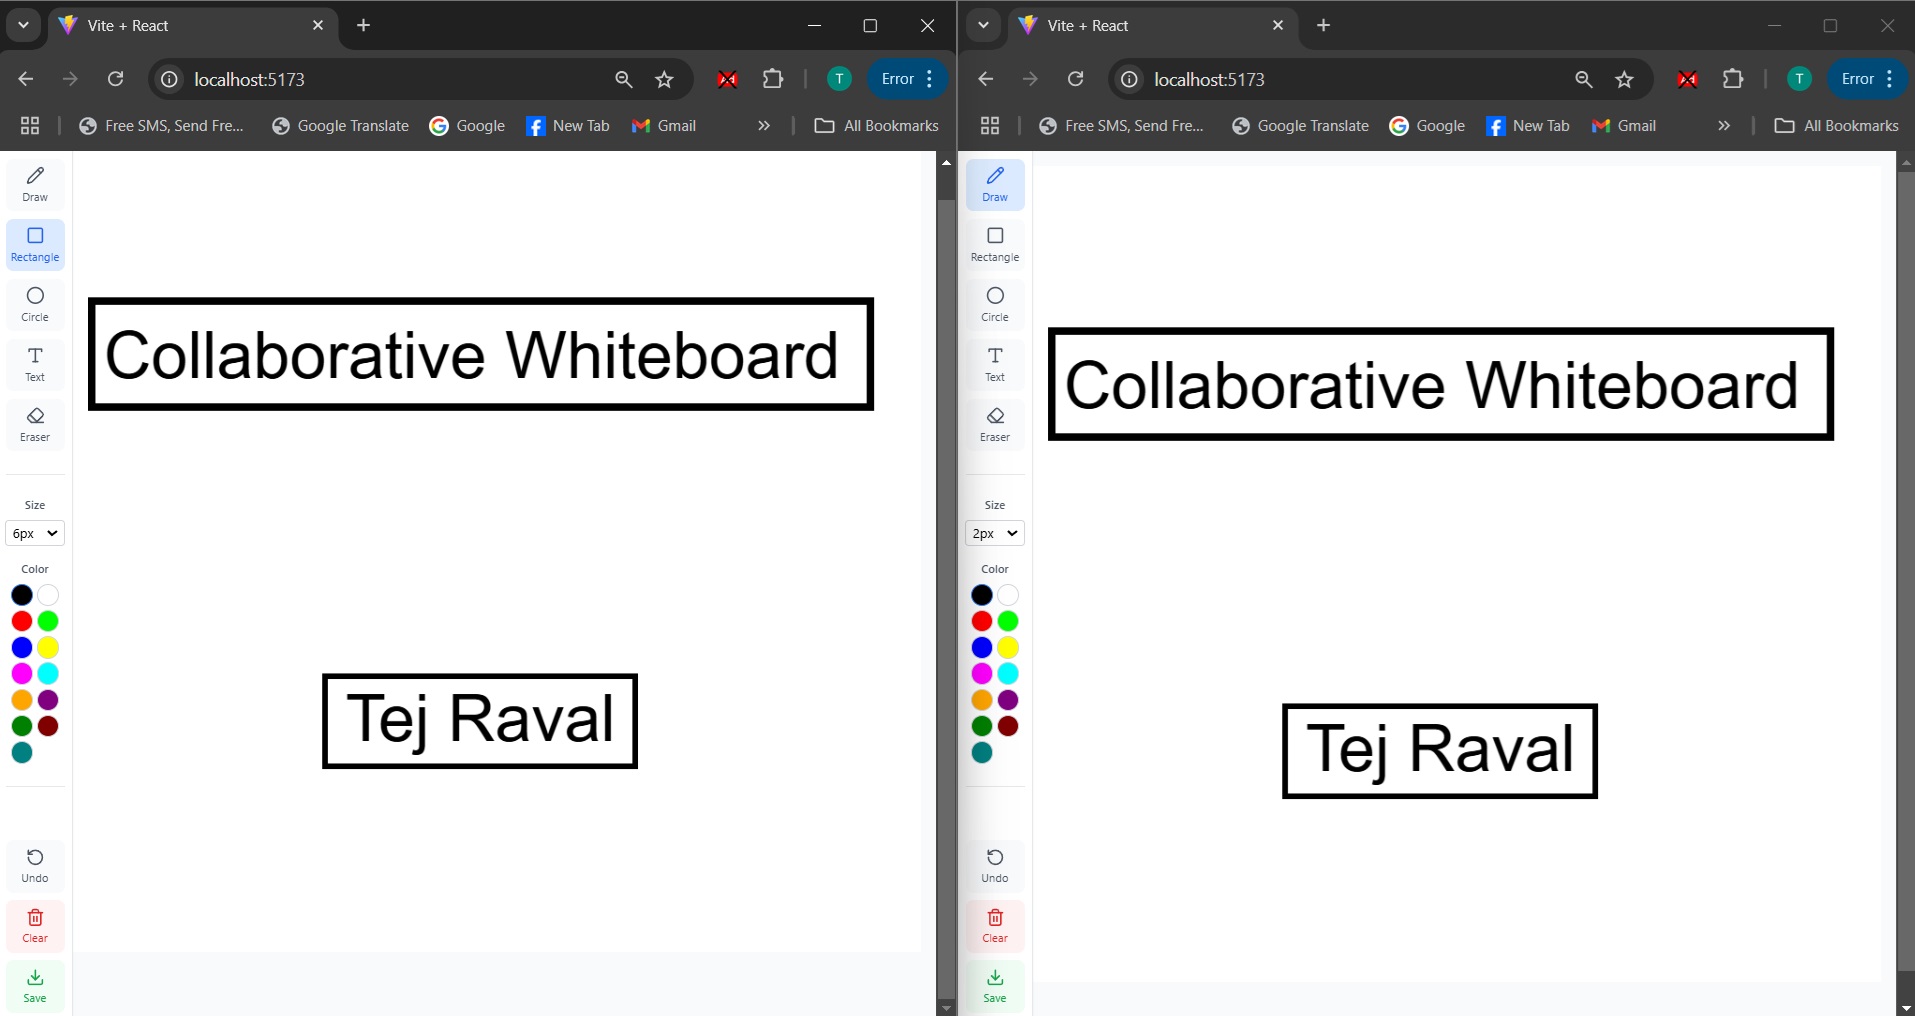 Vite + React
localhost:5173
T
Error
Free SMS, Send Fre...
Google Translate
Google
New Tab
Gmail
»
All Bookmarks
Draw
Rectangle
Circle
Text
Eraser
Size
6px
Color
Undo
Clear
Save
Collaborative Whiteboard
Tej Raval
Vite + React
localhost:5173
T
Error
Free SMS, Send Fre...
Google Translate
Google
New Tab
Gmail
»
All Bookmarks
Draw
Rectangle
Circle
Text
Eraser
Size
2px
Color
Undo
Clear
Save
Collaborative Whiteboard
Tej Raval